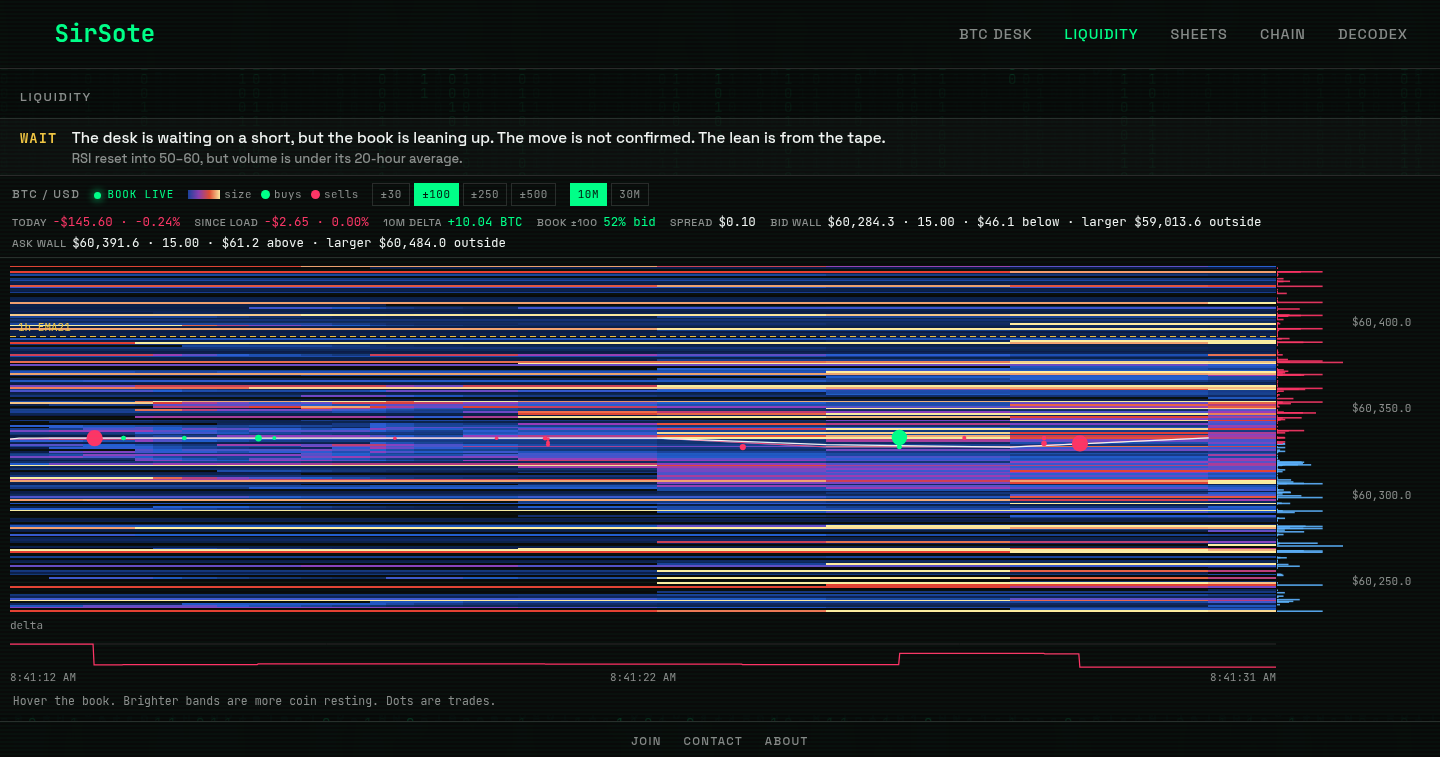 SirSote
BTC DESK LIQUIDITY SHEETS CHAIN DECODEX
LIQUIDITY
WAIT The desk is waiting on a short, but the book is leaning up. The move is not confirmed. The lean is from the tape.
RSI reset into 50–60, but volume is under its 20-hour average.
BTC / USD BOOK LIVE size buys sells ±30 ±100 ±250 ±500 10M 30M
TODAY -$145.60 · -0.24% SINCE LOAD -$2.65 · 0.00% 10M DELTA +10.04 BTC BOOK ±100 52% bid SPREAD $0.10 BID WALL $60,284.3 · 15.00 · $46.1 below · larger $59,013.6 outside
ASK WALL $60,391.6 · 15.00 · $61.2 above · larger $60,484.0 outside
1h EMA21
$60,400.0
$60,350.0
$60,300.0
$60,250.0
delta
8:41:12 AM 8:41:22 AM 8:41:31 AM
Hover the book. Brighter bands are more coin resting. Dots are trades.
JOIN CONTACT ABOUT